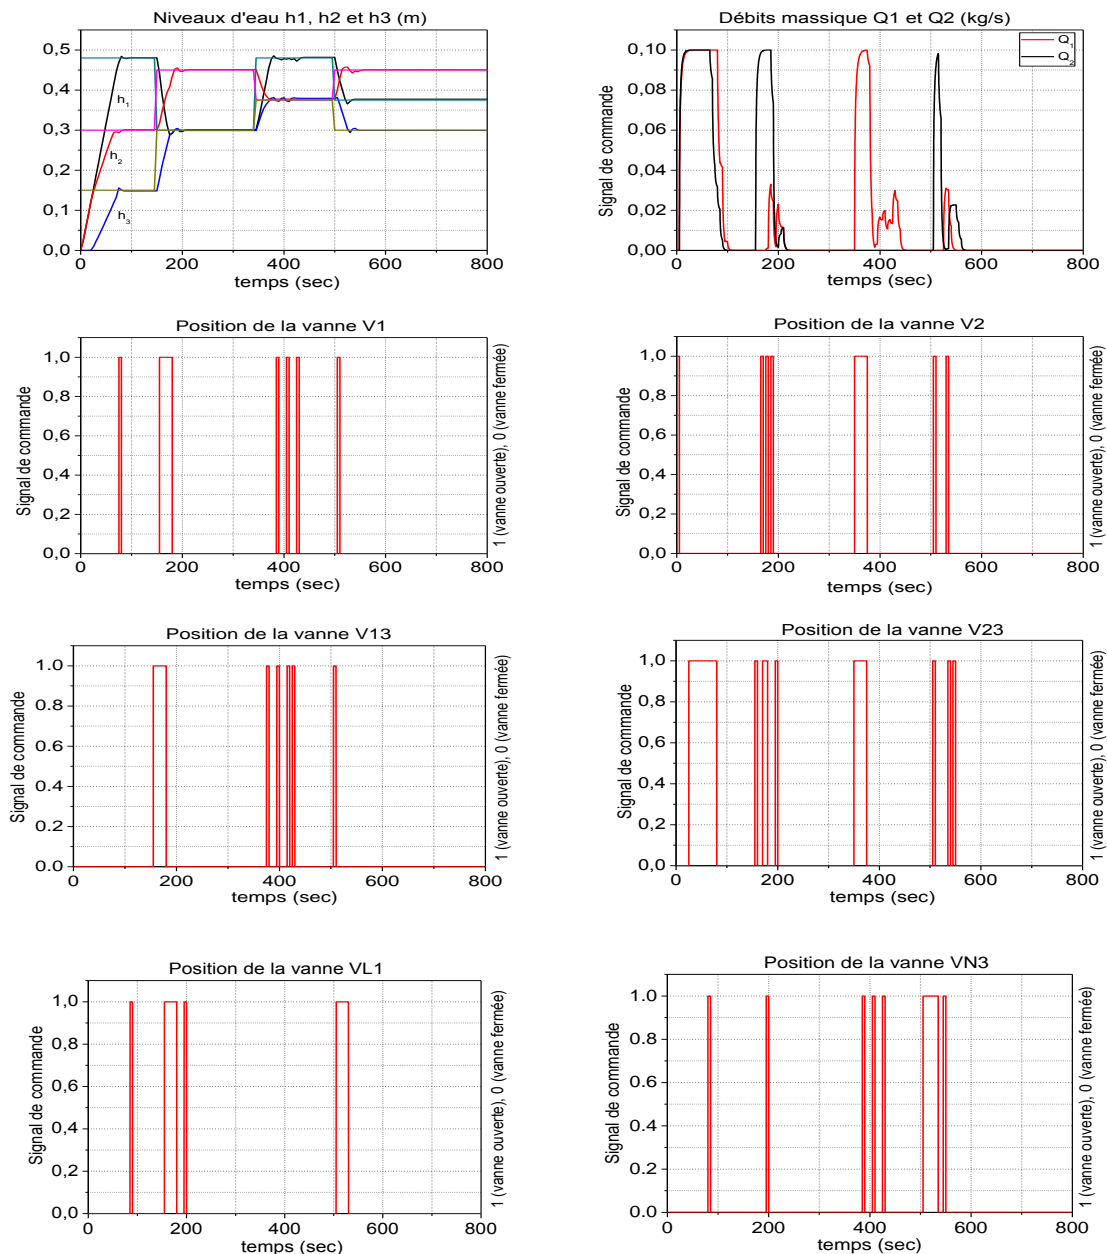 Niveaux d'eau h1, h2 et h3 (m)
0,5
0,4
0,3
0,2
0,1
0,0
h1
h2
h3
0 200 400 600 800
temps (sec)
Débits massique Q1 et Q2 (kg/s)
Signal de commande
0,10
0,08
0,06
0,04
0,02
0,00
Q1
Q2
0 200 400 600 800
temps (sec)
Position de la vanne V1
Signal de commande
1,0
0,8
0,6
0,4
0,2
0,0
0 200 400 600 800
temps (sec)
1 (vanne ouverte), 0 (vanne fermée)
Position de la vanne V2
Signal de commande
1,0
0,8
0,6
0,4
0,2
0,0
0 200 400 600 800
temps (sec)
1 (vanne ouverte), 0 (vanne fermée)
Position de la vanne V13
Signal de commande
1.0
0.8
0.6
0.4
0.2
0.0
0 200 400 600 800
temps (sec)
1 (vanne ouverte), 0 (vanne fermée)
Position de la vanne V23
Signal de commande
1,0
0,8
0,6
0,4
0,2
0,0
0 200 400 600 800
temps (sec)
1 (vanne ouverte), 0 (vanne fermée)
Position de la vanne VL1
Signal de commande
1,0
0,8
0,6
0,4
0,2
0,0
0 200 400 600 800
temps (sec)
1 (vanne ouverte), 0 (vanne fermée)
Position de la vanne VN3
Signal de commande
1.0
0.8
0.6
0.4
0.2
0.0
0 200 400 600 800
temps (sec)
1 (vanne ouverte), 0 (vanne fermée)